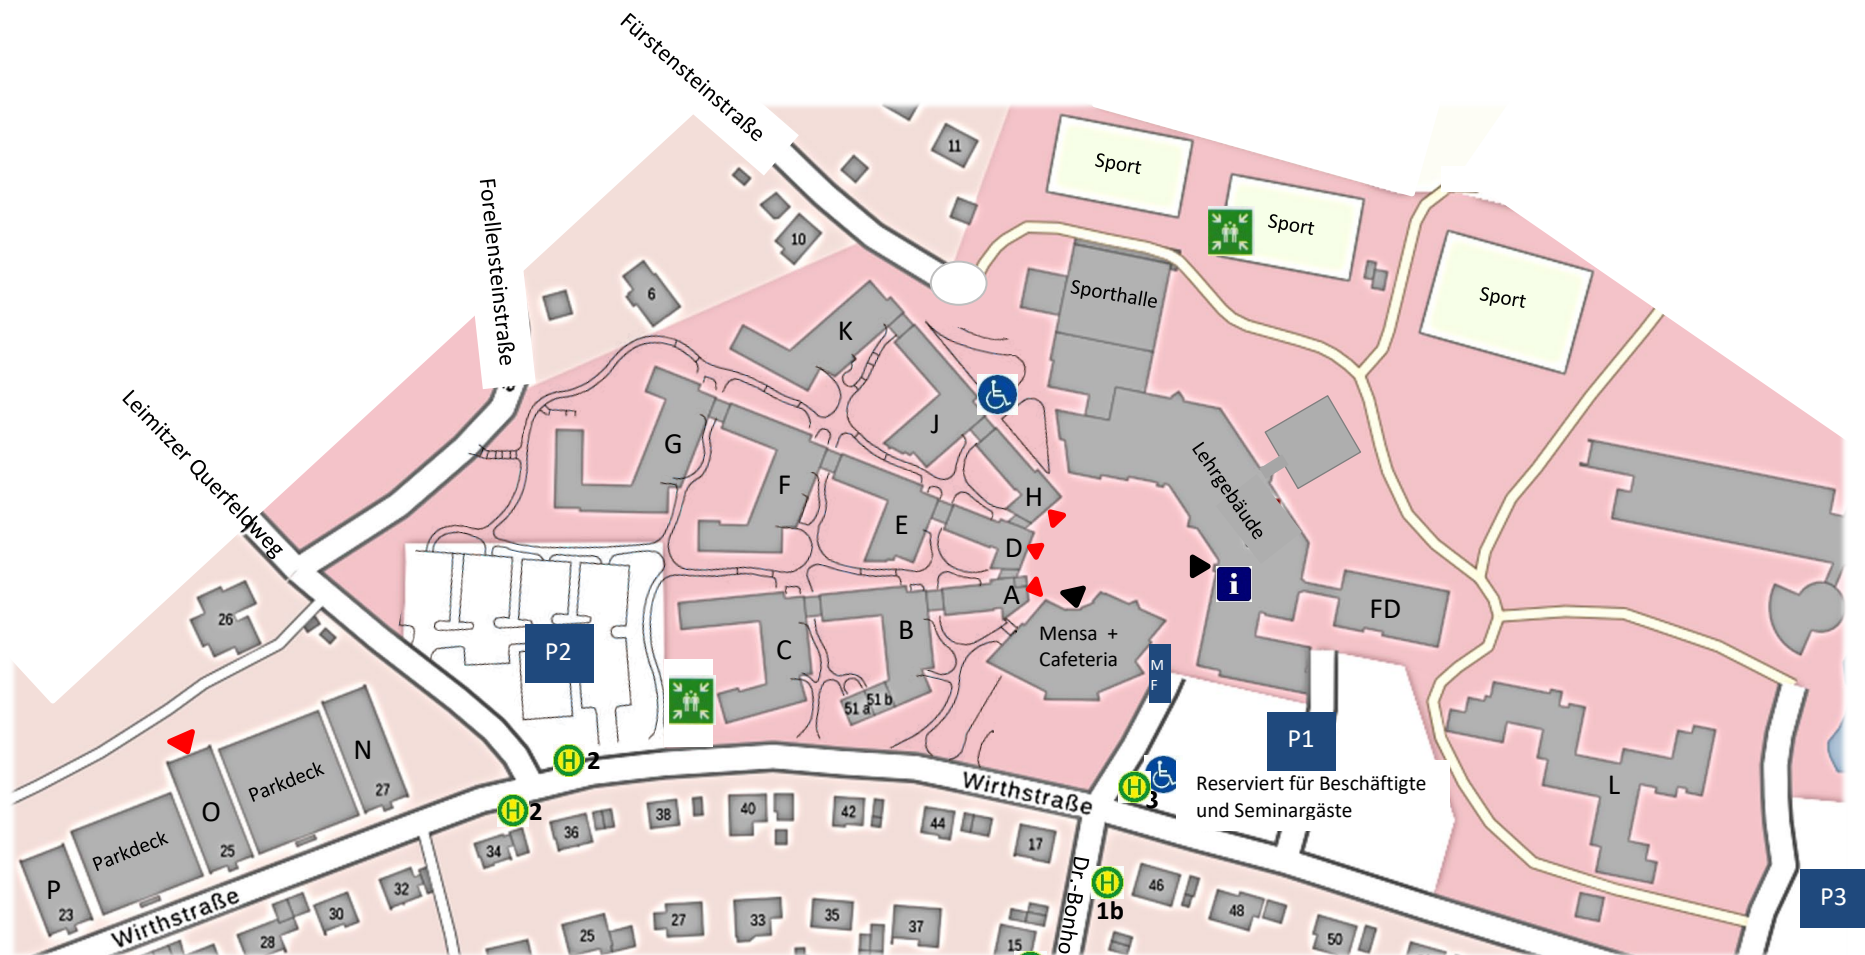 Fürstensteinstraße
11
Sport
Sport
Sport
Forellensteinstraße
10
6
Sporthalle
K
Leimitzer Querfeldweg
J
G
F
E
H
D
A
Lehrgebäude
i
FD
26
P2
C
B
51 a
51 b
Mensa +
Cafeteria
M
F
P1
Reserviert für Beschäftigte
und Seminargäste
L
P3
N
27
Parkdeck
O
25
Parkdeck
P
23
H
2
H
2
H
3
H
1b
Wirthstraße
Wirthstraße
Dr.-Bonho
34
36
38
40
42
44
17
46
48
50
32
30
28
25
27
33
35
37
15